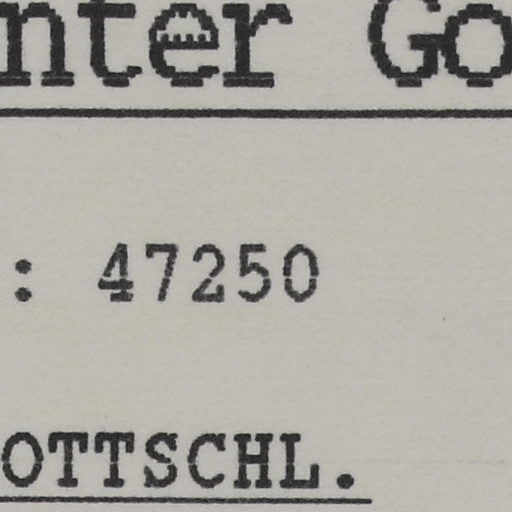 nter Go
: 47250
OTTSCHL.